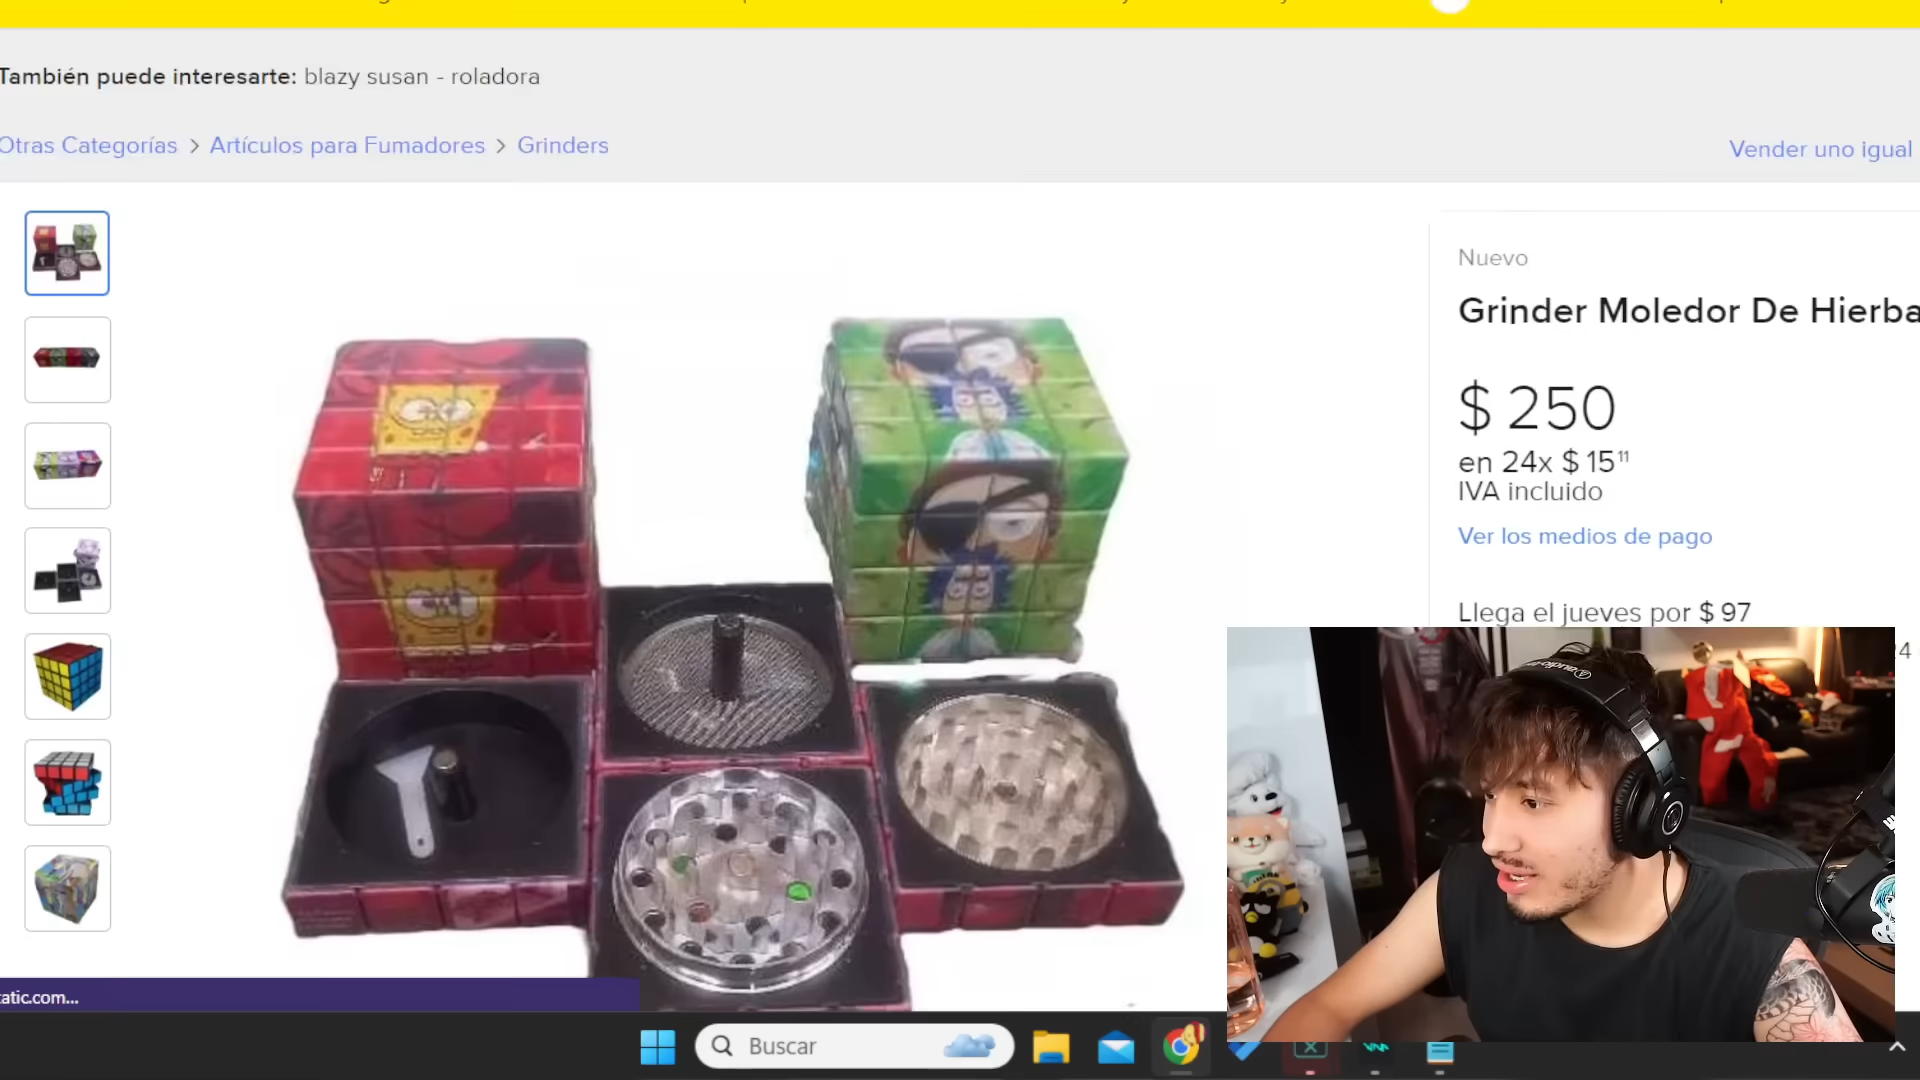 También puede interesarte: blazy susan - roladora
Otras Categorías > Artículos para Fumadores > Grinders
Vender uno igual
Nuevo
Grinder Moledor De Hierba
$ 250
en 24x $ 15¹¹
IVA incluido
Ver los medios de pago
Llega el jueves por $ 97
4
atic.com...
Buscar